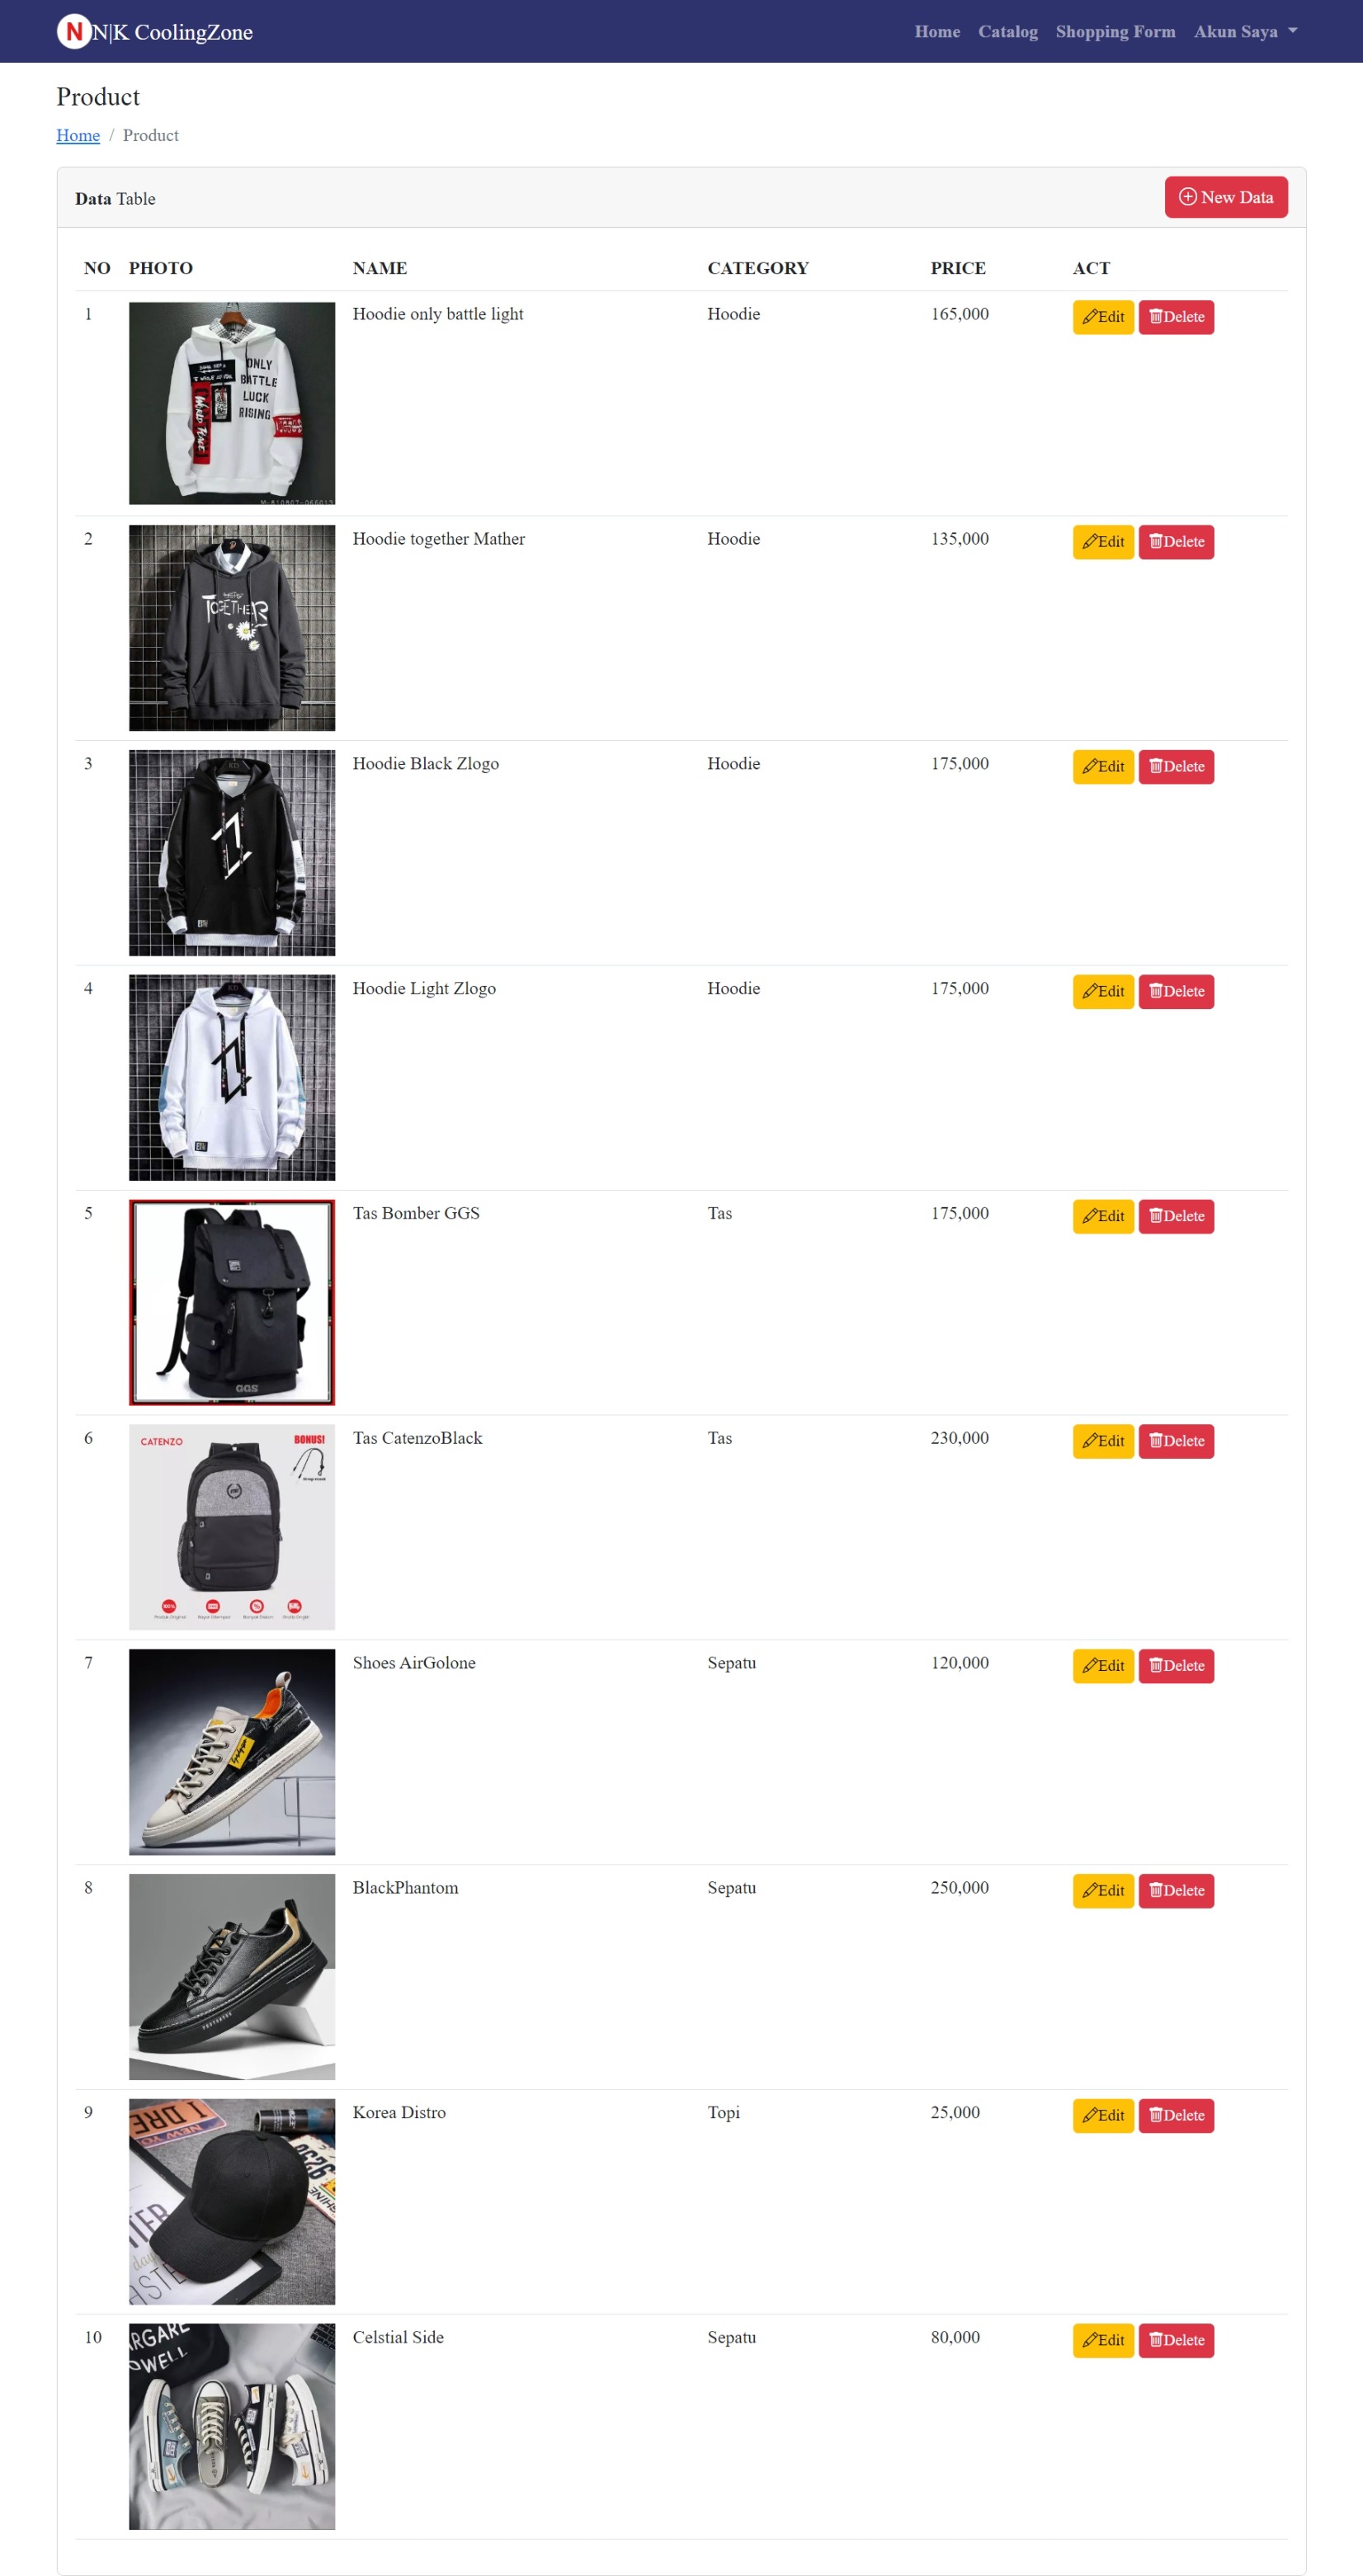 N N|K CoolingZone Home Catalog Shopping Form Akun Saya
Product
Home / Product
Data Table New Data
NO PHOTO NAME CATEGORY PRICE ACT
1 Hoodie only battle light Hoodie 165,000 Edit Delete
ONLY
BATTLE
LUCK
RISING
2 Hoodie together Mather Hoodie 135,000 Edit Delete
TOGETHER
3 Hoodie Black Zlogo Hoodie 175,000 Edit Delete
4 Hoodie Light Zlogo Hoodie 175,000 Edit Delete
5 Tas Bomber GGS Tas 175,000 Edit Delete
GGS
6 Tas CatenzoBlack Tas 230,000 Edit Delete
CATENZO BONUS!
7 Shoes AirGolone Sepatu 120,000 Edit Delete
8 BlackPhantom Sepatu 250,000 Edit Delete
9 Korea Distro Topi 25,000 Edit Delete
I DRE
10 Celstial Side Sepatu 80,000 Edit Delete
RGARE
WELL